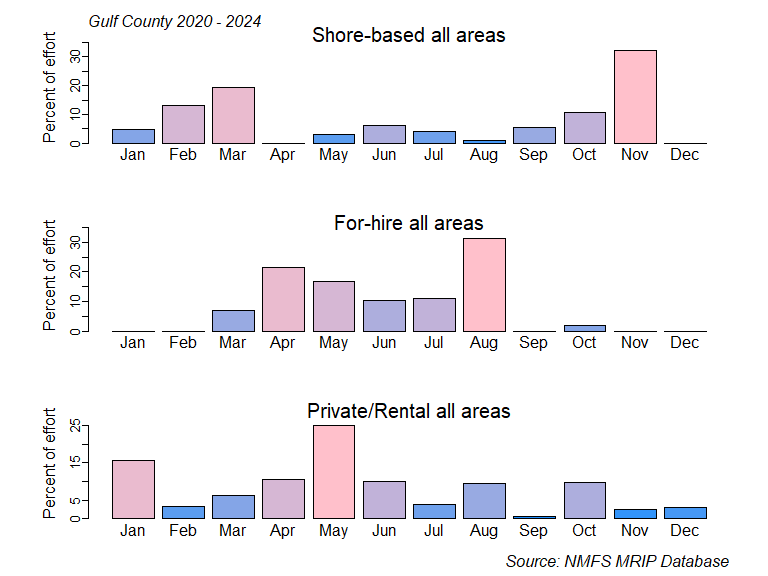 Gulf County 2020 - 2024
Shore-based all areas
Percent of effort
0 10 20 30
Jan Feb Mar Apr May Jun Jul Aug Sep Oct Nov Dec
For-hire all areas
Percent of effort
0 10 20 30
Jan Feb Mar Apr May Jun Jul Aug Sep Oct Nov Dec
Private/Rental all areas
Percent of effort
0 5 15 25
Jan Feb Mar Apr May Jun Jul Aug Sep Oct Nov Dec
Source: NMFS MRIP Database